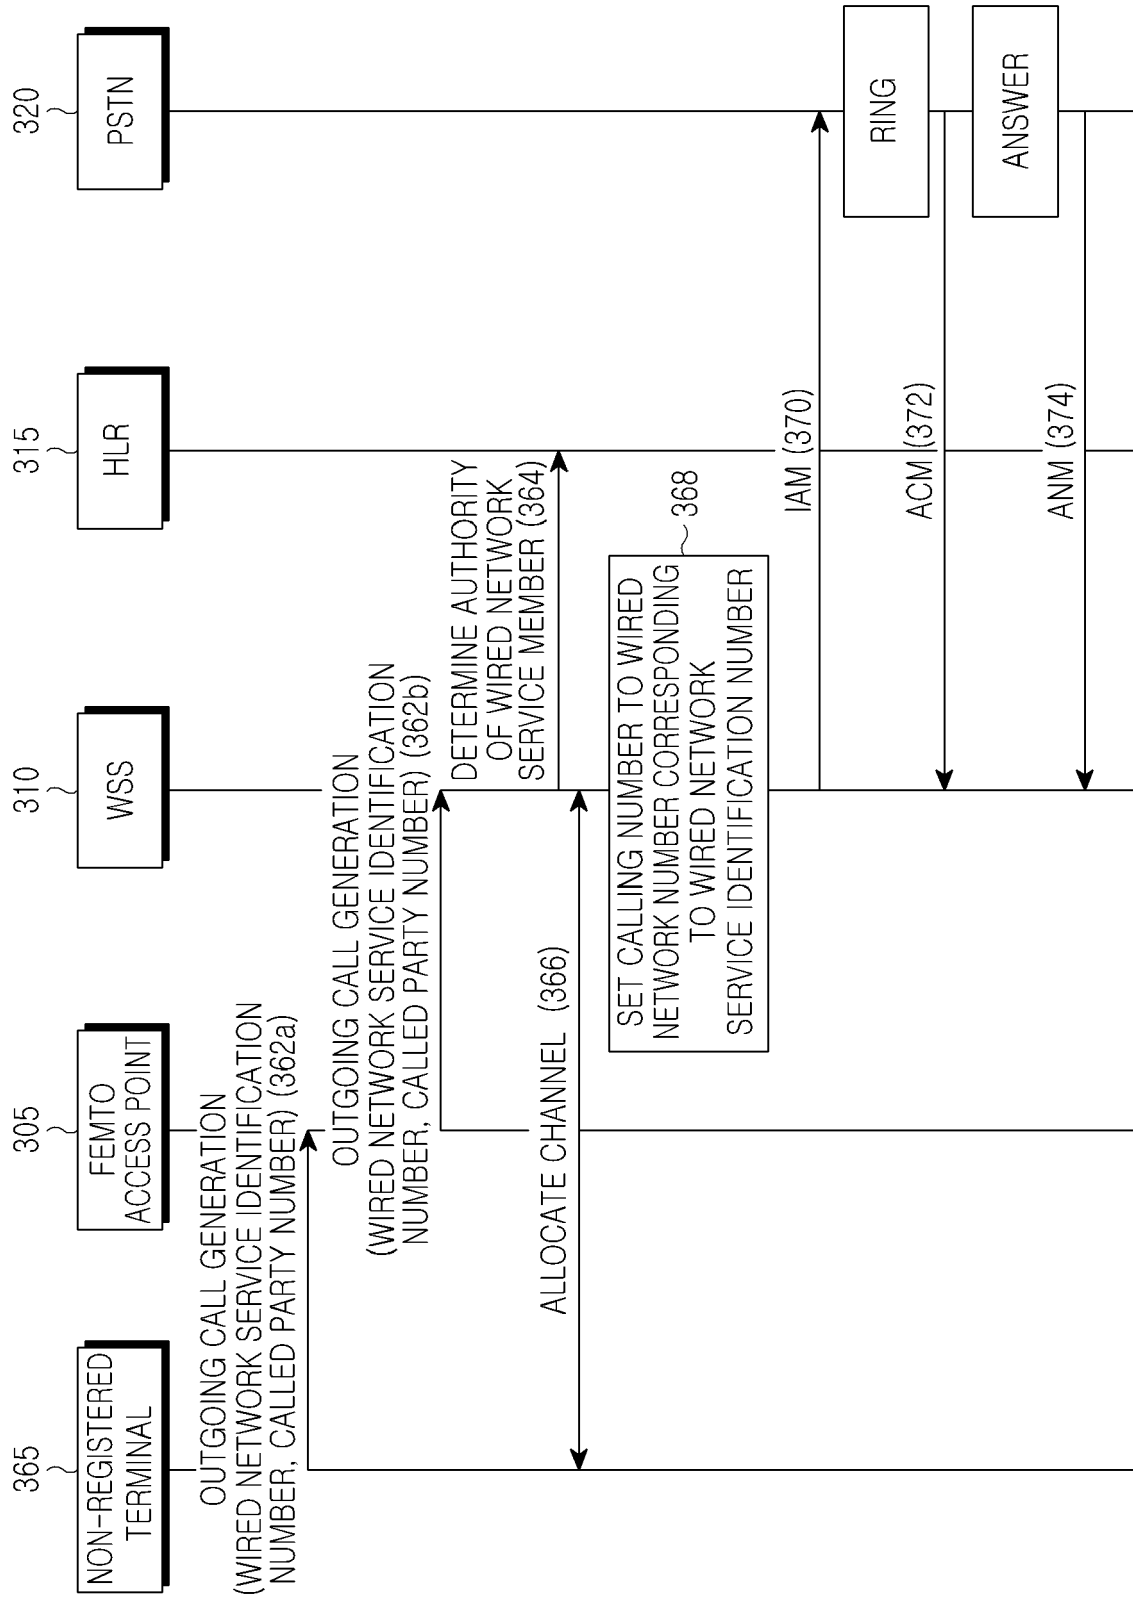 365
305
310
315
320
NON-REGISTERED
TERMINAL
FEMTO
ACCESS POINT
WSS
HLR
PSTN
OUTGOING CALL GENERATION
(WIRED NETWORK SERVICE IDENTIFICATION
NUMBER, CALLED PARTY NUMBER) (362a)
OUTGOING CALL GENERATION
(WIRED NETWORK SERVICE IDENTIFICATION
NUMBER, CALLED PARTY NUMBER) (362b)
DETERMINE AUTHORITY
OF WIRED NETWORK
SERVICE MEMBER (364)
ALLOCATE CHANNEL (366)
SET CALLING NUMBER TO WIRED
NETWORK NUMBER CORRESPONDING
TO WIRED NETWORK
SERVICE IDENTIFICATION NUMBER
368
IAM (370)
RING
ACM (372)
ANSWER
ANM (374)